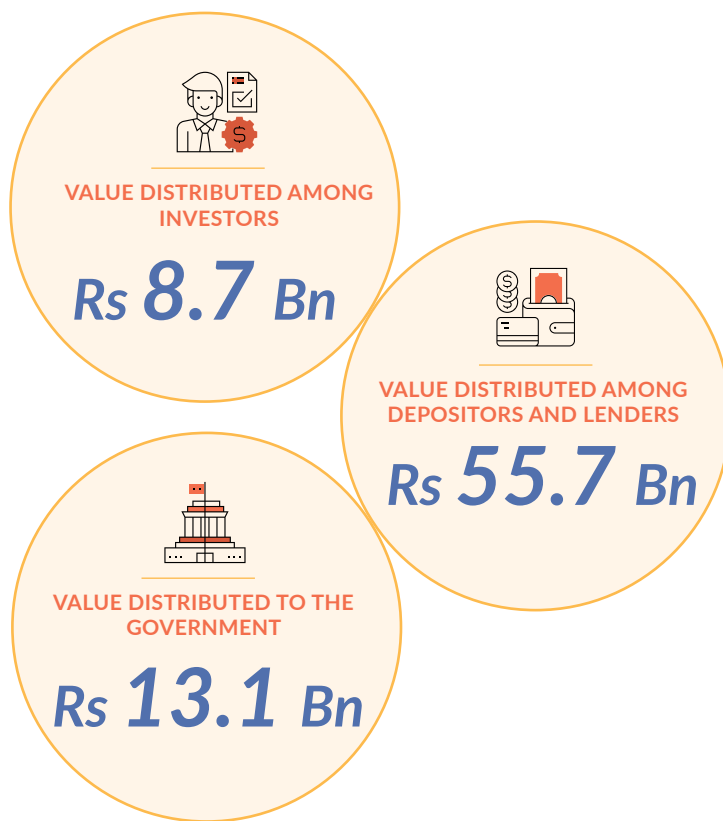 VALUE DISTRIBUTED AMONG
INVESTORS
Rs 8.7 Bn
VALUE DISTRIBUTED AMONG
DEPOSITORS AND LENDERS
Rs 55.7 Bn
VALUE DISTRIBUTED TO THE
GOVERNMENT
Rs 13.1 Bn